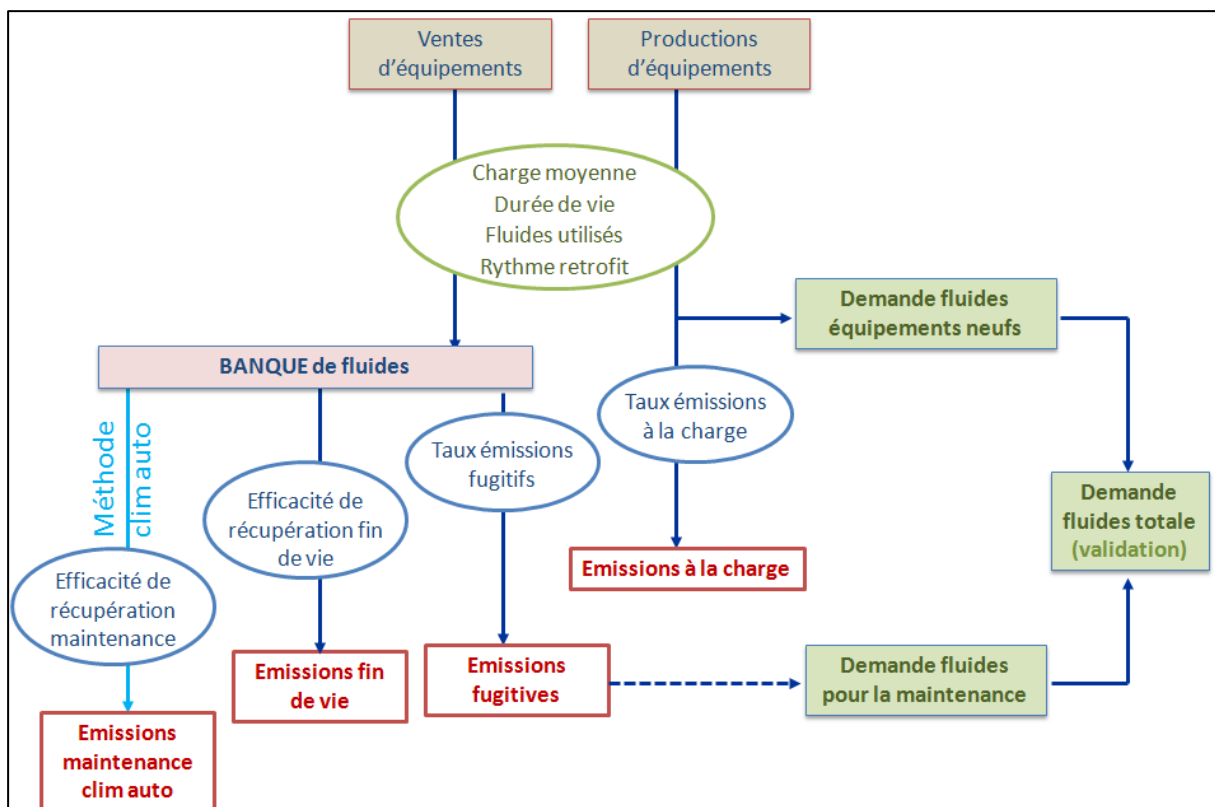 Ventes
d'équipements
Productions
d'équipements
Charge moyenne
Durée de vie
Fluides utilisés
Rythme retrofit
Demande fluides
équipements neufs
BANQUE de fluides
Taux émissions
à la charge
Méthode
clim auto
Taux émissions
fugitifs
Efficacité de
récupération fin
de vie
Demande
fluides totale
(validation)
Emissions à la charge
Efficacité de
récupération
maintenance
Emissions fin
de vie
Emissions
fugitives
Demande fluides
pour la maintenance
Emissions
maintenance
clim auto